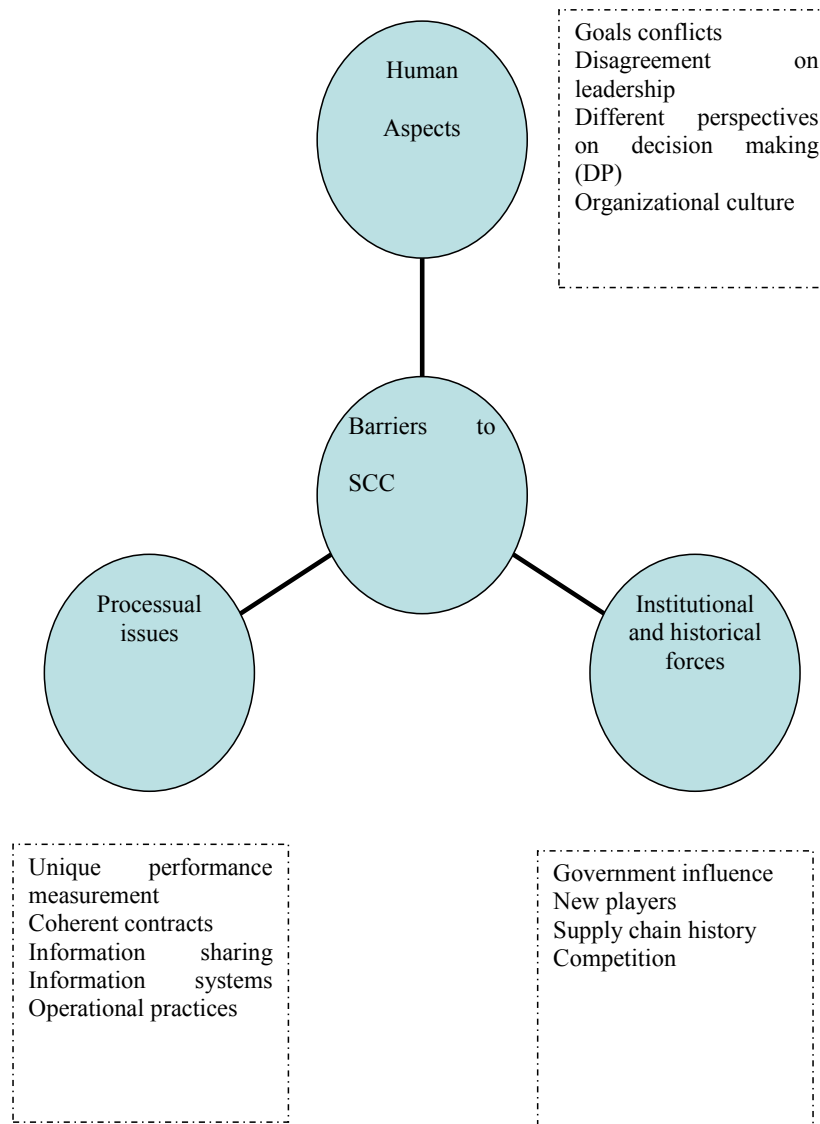 Human
Aspects
Goals conflicts
Disagreement on
leadership
Different perspectives
on decision making
(DP)
Organizational culture
Barriers to
SCC
Processual
issues
Institutional
and historical
forces
Unique performance
measurement
Coherent contracts
Information sharing
Information systems
Operational practices
Government influence
New players
Supply chain history
Competition